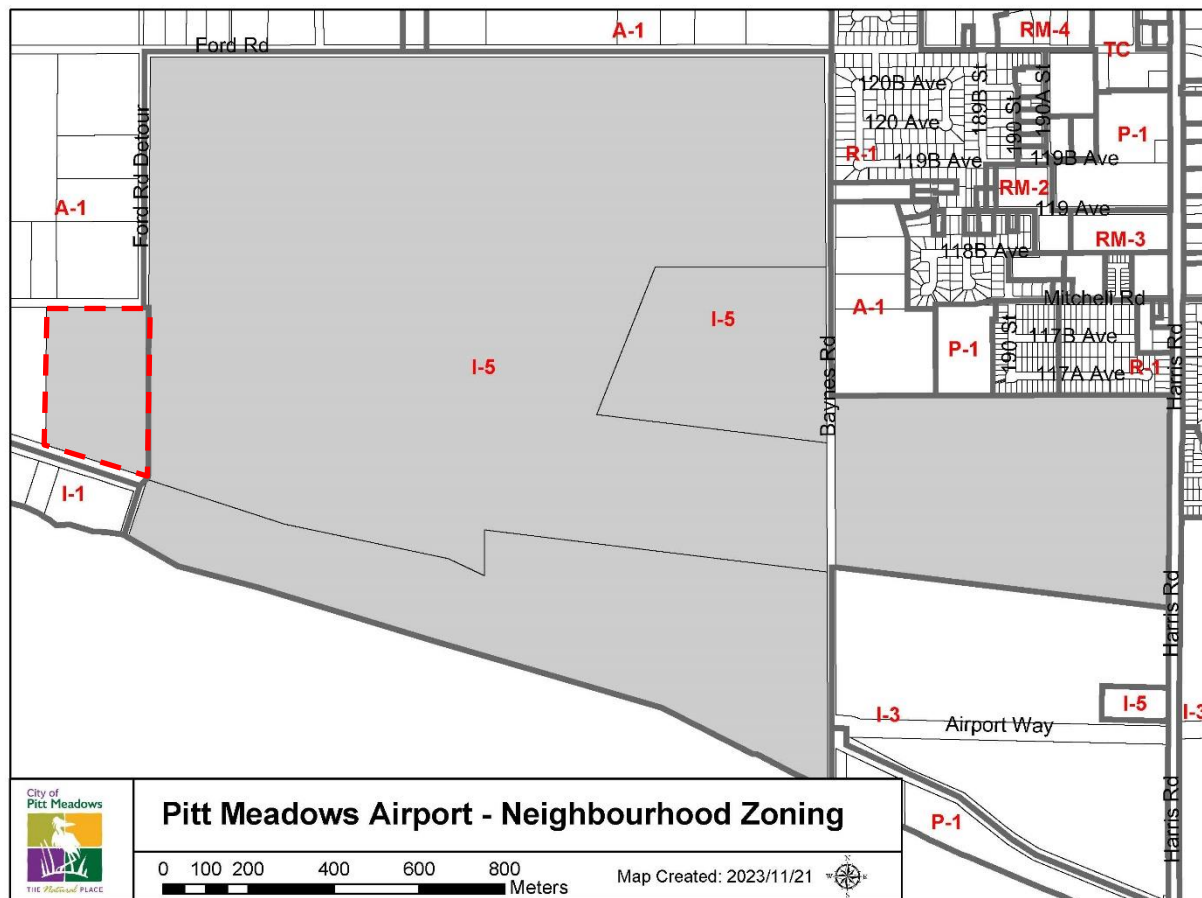 Ford Rd
A-1
RM-4
TC
120B Ave
189B St
190 St
190A St
P-1
120 Ave
R-1
119B Ave
119B Ave
RM-2
Ford Rd Detour
A-1
119 Ave
RM-3
118B Ave
Mitchell Rd
A-1
I-5
I-5
P-1
190 St
117B Ave
117A Ave
R-1
Harris Rd
Baynes Rd
I-1
Harris Rd
I-5
I-3
I-3
Airport Way
Harris Rd
P-1
City of
Pitt Meadows
THE Natural PLACE
Pitt Meadows Airport - Neighbourhood Zoning
0 100 200 400 600 800
Meters
Map Created: 2023/11/21
N
W
E
S